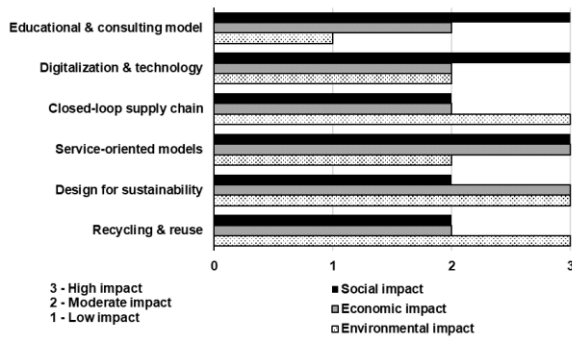 Educational & consulting model
Digitalization & technology
Closed-loop supply chain
Service-oriented models
Design for sustainability
Recycling & reuse
0 1 2 3
3 - High impact
2 - Moderate impact
1 - Low impact
Social impact
Economic impact
Environmental impact